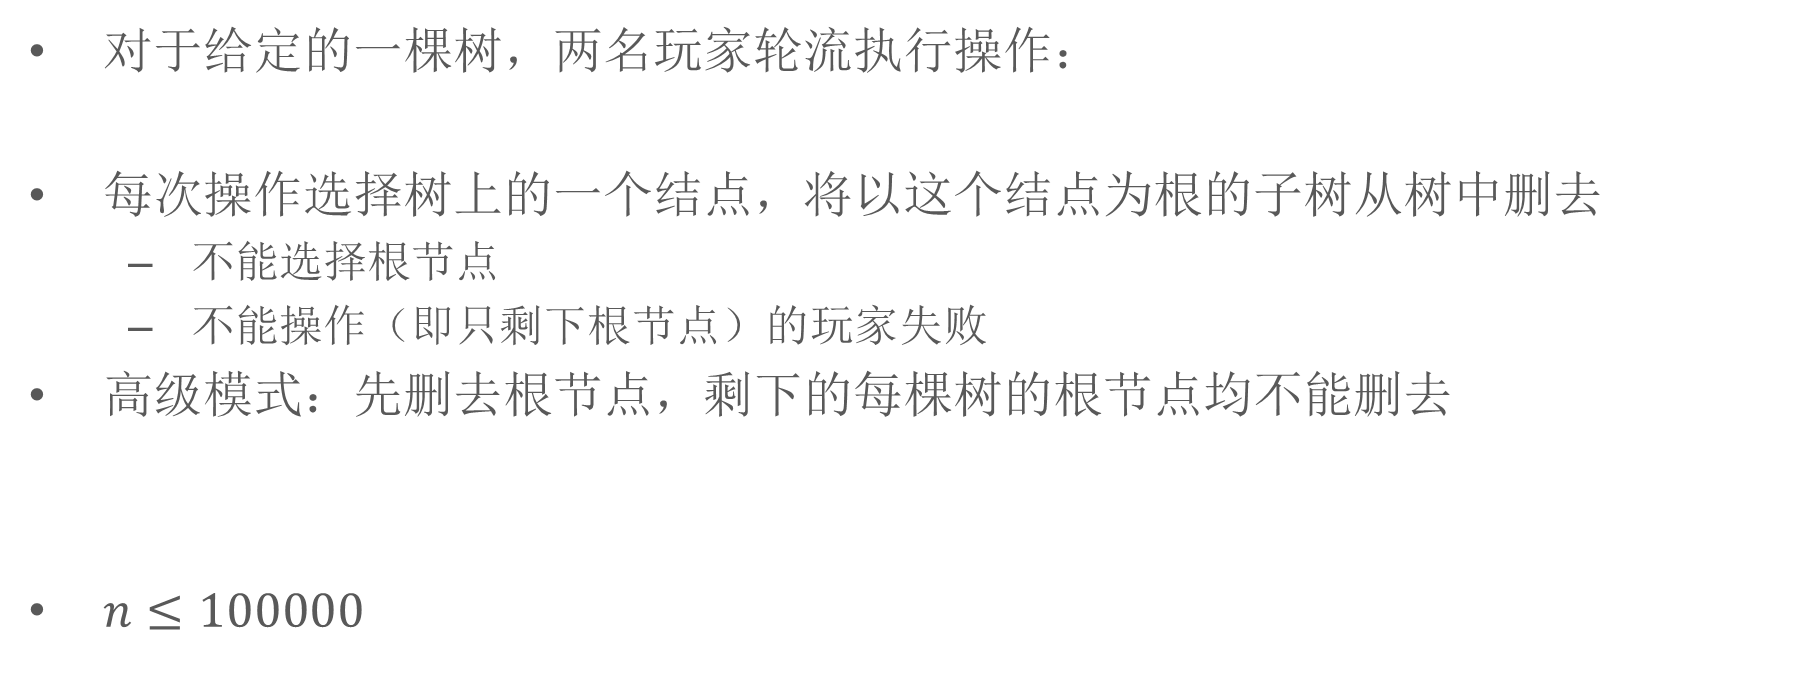 • 对于给定的一棵树，两名玩家轮流执行操作：
• 每次操作选择树上的一个结点，将以这个结点为根的子树从树中删去
– 不能选择根节点
– 不能操作（即只剩下根节点）的玩家失败
• 高级模式：先删去根节点，剩下的每棵树的根节点均不能删去
• n ≤ 100000